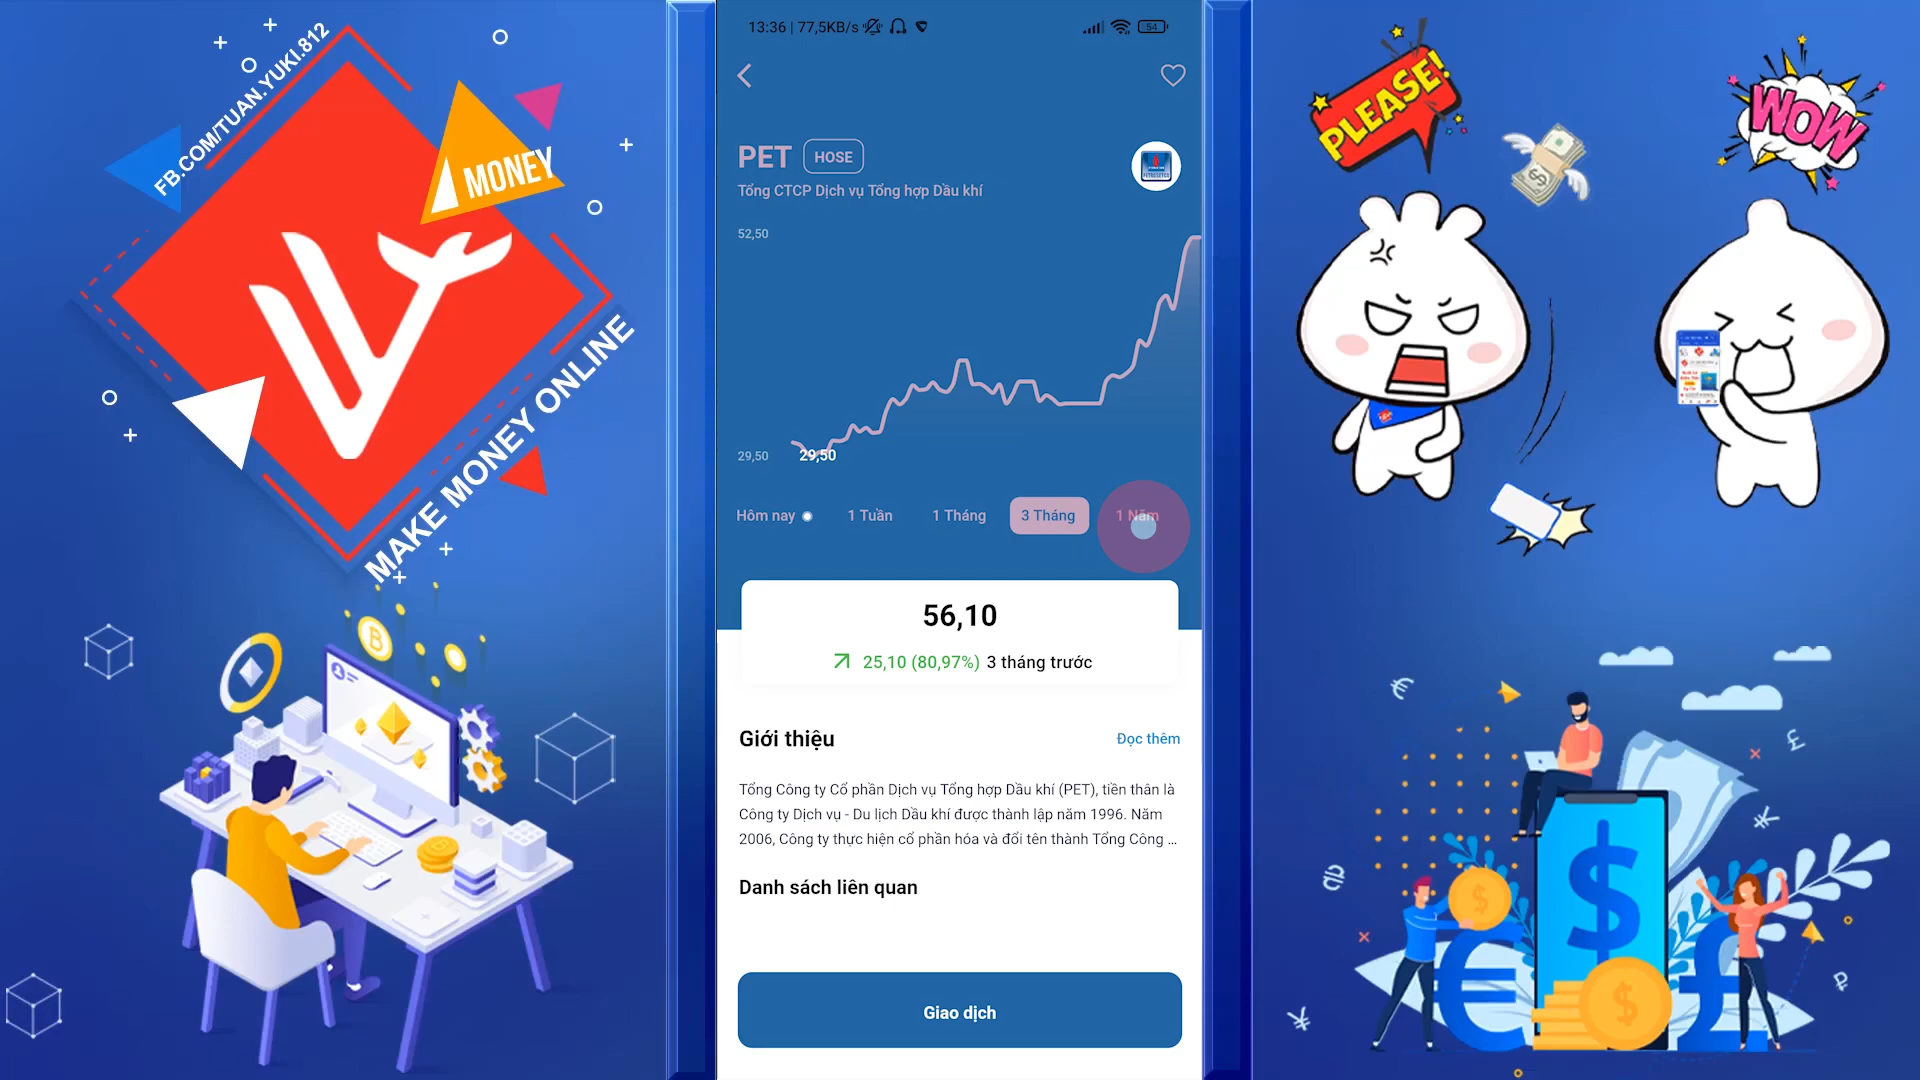 FB.COM/TUAN.YUKI.812
MONEY
MAKE MONEY ONLINE
13:36 | 77,5KB/s
54
PET
HOSE
Tổng CTCP Dịch vụ Tổng hợp Dầu khí
52,50
29,50
29,50
Hôm nay
1 Tuần
1 Tháng
3 Tháng
1 Năm
56,10
25,10 (80,97%) 3 tháng trước
Giới thiệu
Đọc thêm
Tổng Công ty Cổ phần Dịch vụ Tổng hợp Dầu khí (PET), tiền thân là
Công ty Dịch vụ - Du lịch Dầu khí được thành lập năm 1996. Năm
2006, Công ty thực hiện cổ phần hóa và đổi tên thành Tổng Công ...
Danh sách liên quan
Giao dịch
PLEASE!
WOW